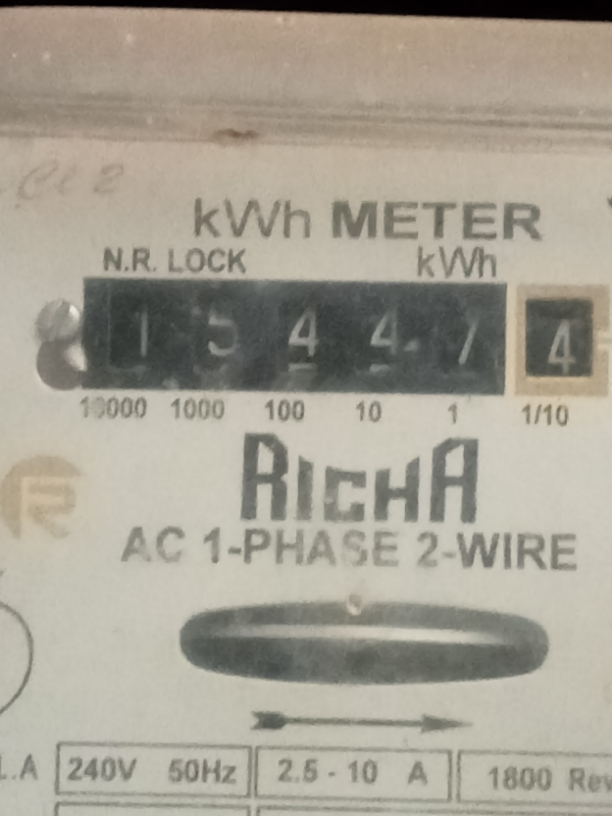 kWh METER
N.R. LOCK kWh
1 5 4 4 7 4
10000 1000 100 10 1 1/10
RICHA
R
AC 1-PHASE 2-WIRE
240V 50Hz 2.5 - 10 A 1800 Rev